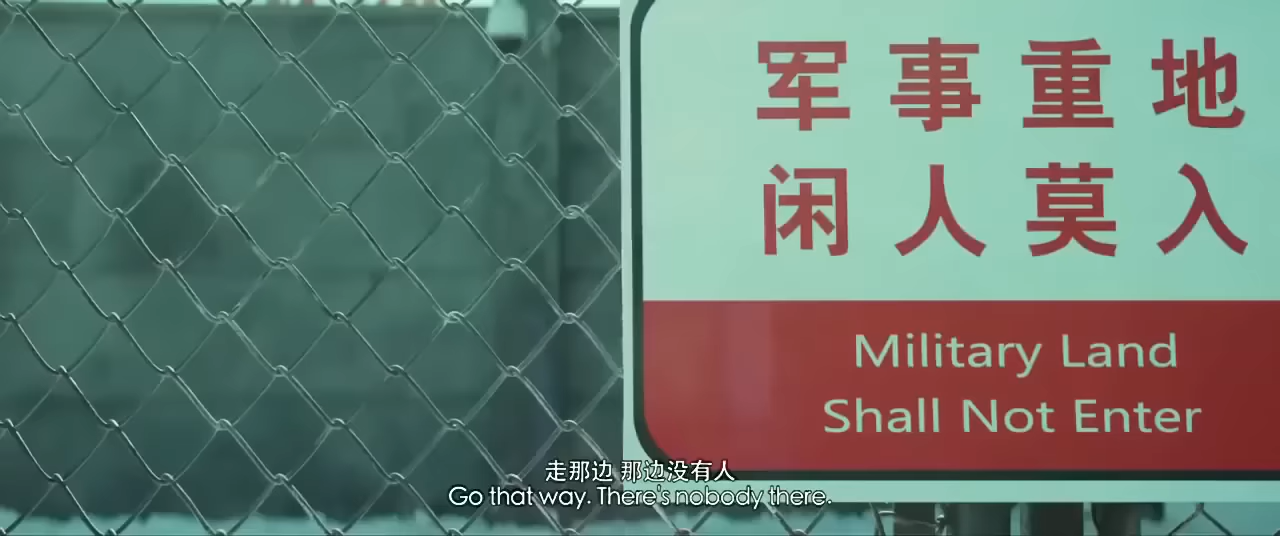 军事重地
闲人莫入
Military Land
Shall Not Enter
走那边 那边没有人
Go that way. There's nobody there.